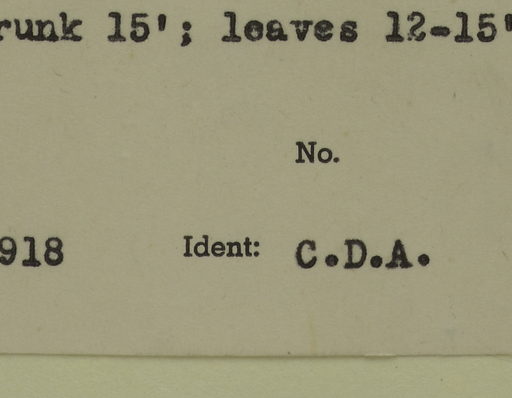 runk 15'; leaves 12-15'
No.
918 Ident: C.D.A.